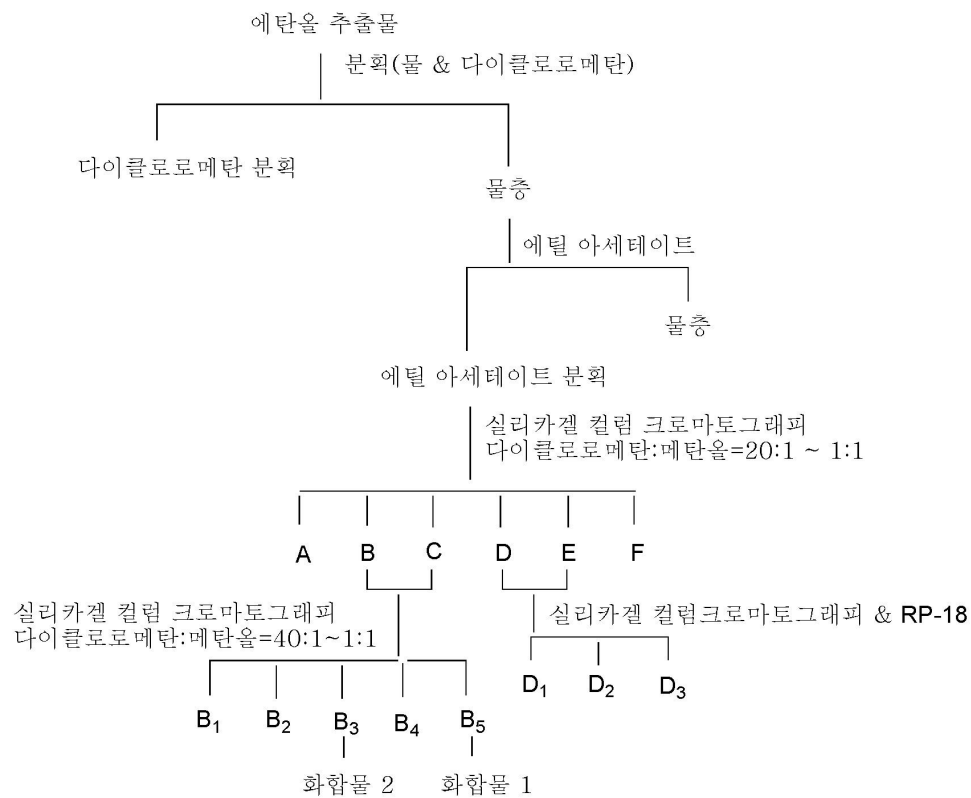 에탄올 추출물
분획(물 & 다이클로로메탄)
다이클로로메탄 분획
물층
에틸 아세테이트
물층
에틸 아세테이트 분획
실리카겔 컬럼 크로마토그래피
다이클로로메탄:메탄올=20:1 ~ 1:1
A B C D E F
실리카겔 컬럼 크로마토그래피
다이클로로메탄:메탄올=40:1~1:1
실리카겔 컬럼크로마토그래피 & RP-18
D₁ D₂ D₃
B₁ B₂ B₃ B₄ B₅
화합물 2 화합물 1